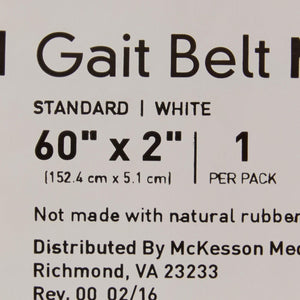 Gait Belt
STANDARD | WHITE
60" x 2" | 1
(152.4 cm x 5.1 cm) PER PACK
Not made with natural rubber
Distributed By McKesson Med
Richmond, VA 23233
Rev. 00 02/16